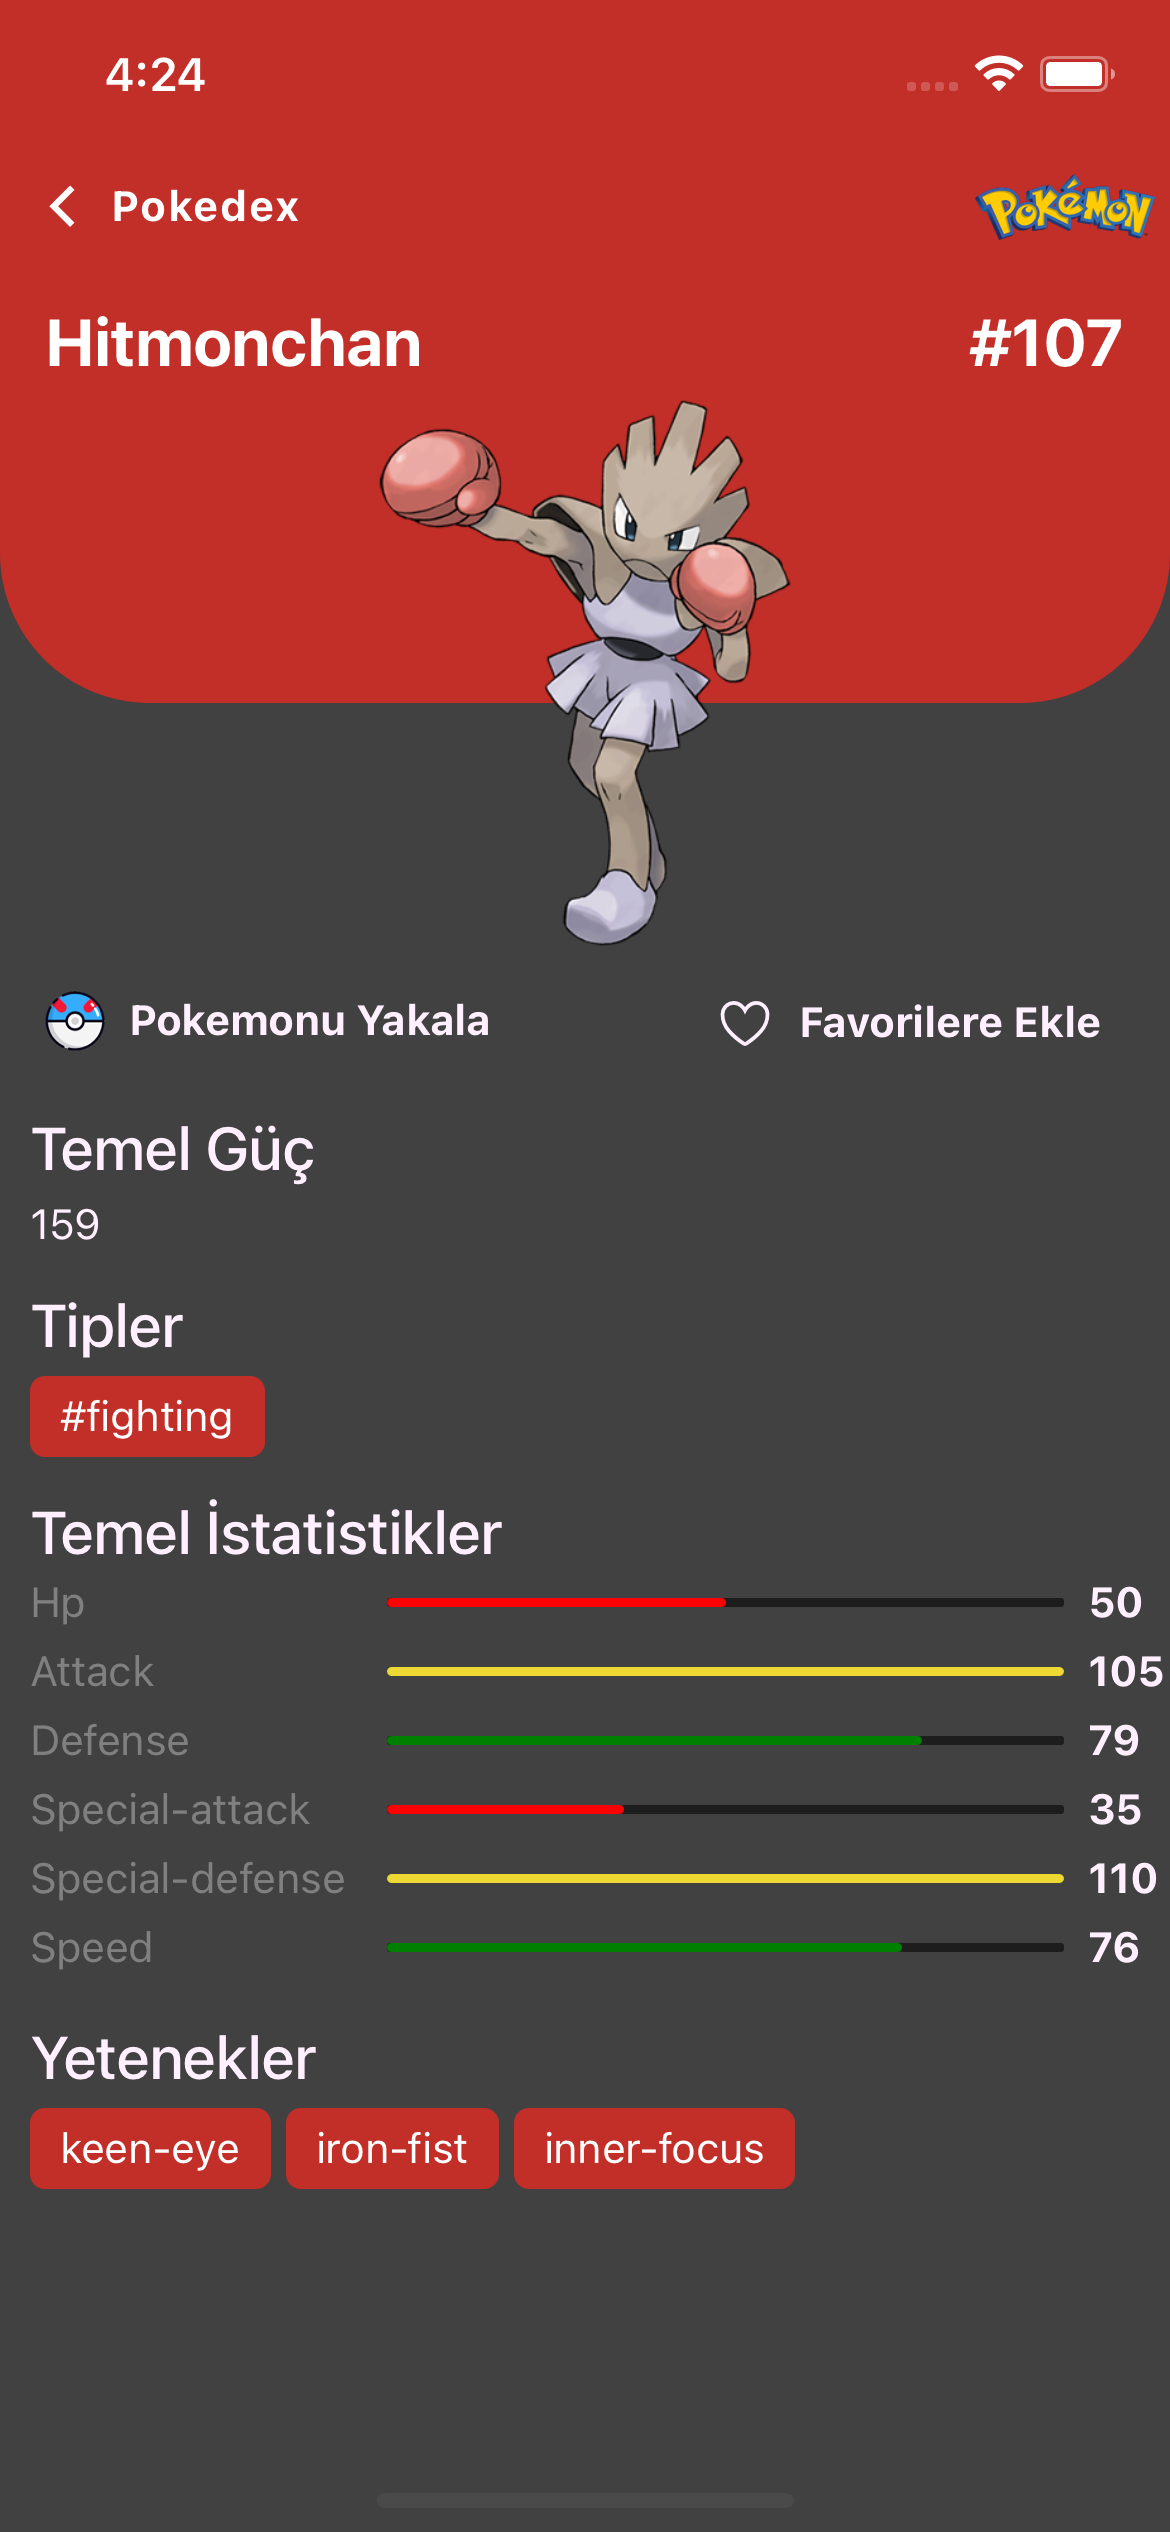 4:24
Pokedex
POKéMON
Hitmonchan
#107
Pokemonu Yakala
Favorilere Ekle
Temel Güç
159
Tipler
#fighting
Temel İstatistikler
Hp 50
Attack 105
Defense 79
Special-attack 35
Special-defense 110
Speed 76
Yetenekler
keen-eye iron-fist inner-focus